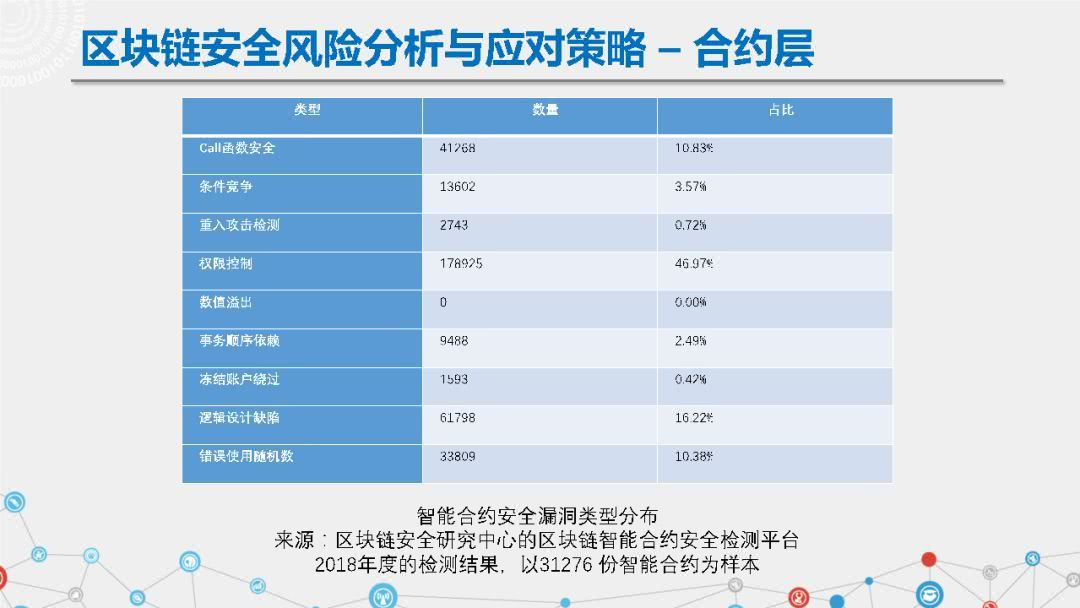 区块链安全风险分析与应对策略 – 合约层
类型 数量 占比
Call函数安全 41268 10.83%
条件竞争 13602 3.57%
重入攻击检测 2743 0.72%
权限控制 178925 46.97%
数值溢出 0 0.00%
事务顺序依赖 9488 2.49%
冻结账户绕过 1593 0.42%
逻辑设计缺陷 61798 16.22%
错误使用随机数 33809 10.38%
智能合约安全漏洞类型分布
来源：区块链安全研究中心的区块链智能合约安全检测平台
2018年度的检测结果，以31276 份智能合约为样本